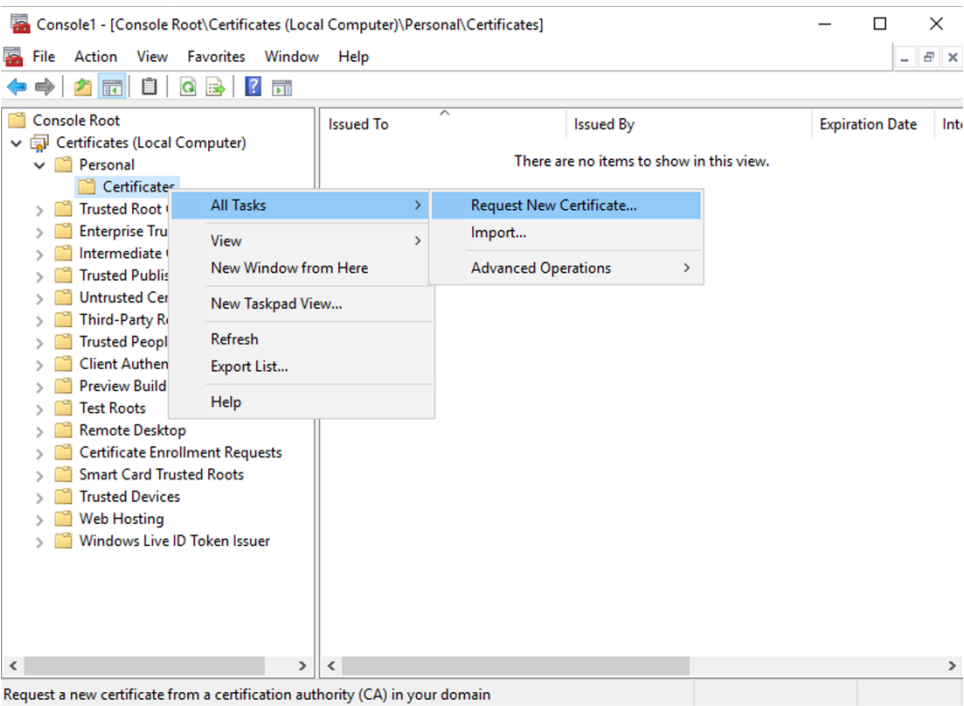 Console1 - [Console Root\Certificates (Local Computer)\Personal\Certificates]
File Action View Favorites Window Help
Console Root
Certificates (Local Computer)
Personal
Certificates
Trusted Root
Enterprise Tru
Intermediate
Trusted Publis
Untrusted Cer
Third-Party R
Trusted Peopl
Client Authen
Preview Build
Test Roots
Remote Desktop
Certificate Enrollment Requests
Smart Card Trusted Roots
Trusted Devices
Web Hosting
Windows Live ID Token Issuer
All Tasks
View
New Window from Here
New Taskpad View...
Refresh
Export List...
Help
Request New Certificate...
Import...
Advanced Operations
Issued To Issued By Expiration Date Inte
There are no items to show in this view.
Request a new certificate from a certification authority (CA) in your domain